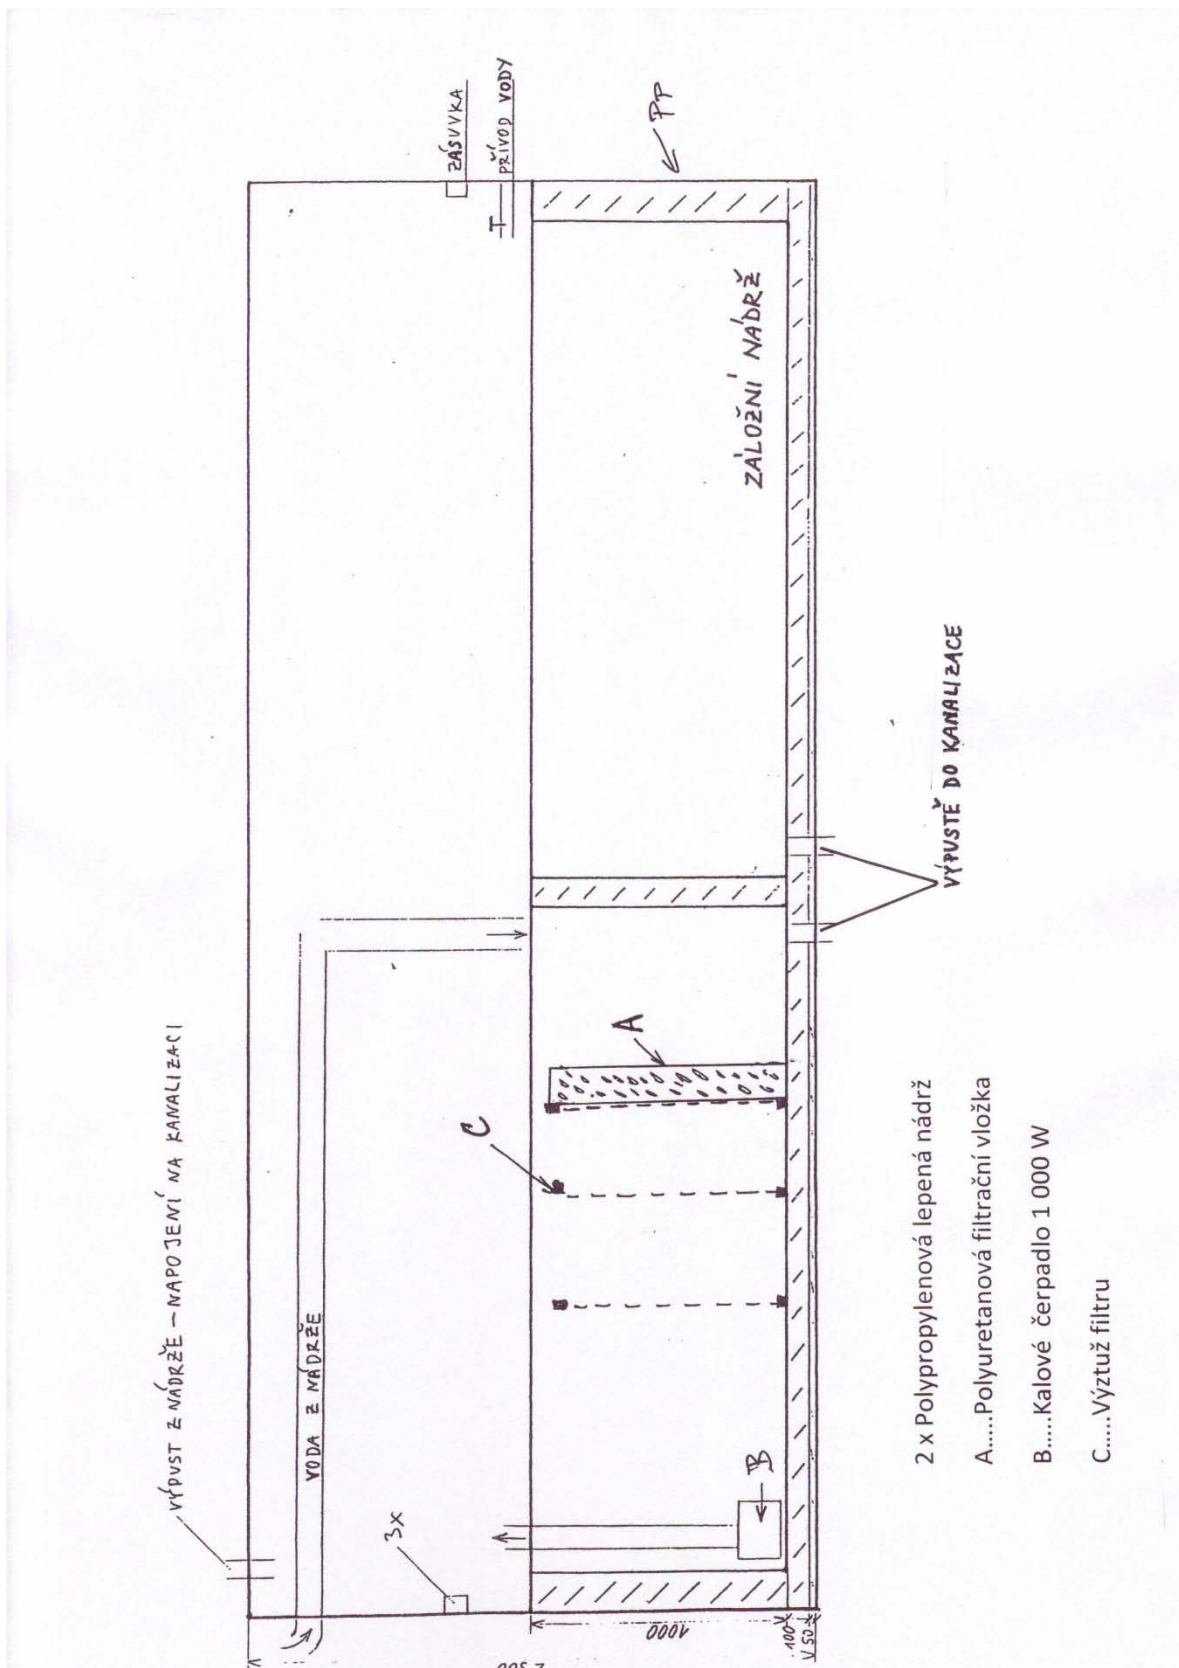 VÝPUST Z NÁDRŽE – NAPOJENÍ NA KANALIZACI
VODA Z NÁDRŽE
ZÁSUVKA
PŘÍVOD VODY
3X
C
A
B
PP
ZÁLOŽNÍ NÁDRŽ
VÝPUSTĚ DO KANALIZACE
1000
100
50
2 x Polypropylenová lepená nádrž
A.....Polyuretanová filtrační vložka
B.....Kalové čerpadlo 1 000 W
C.....Výztuž filtru